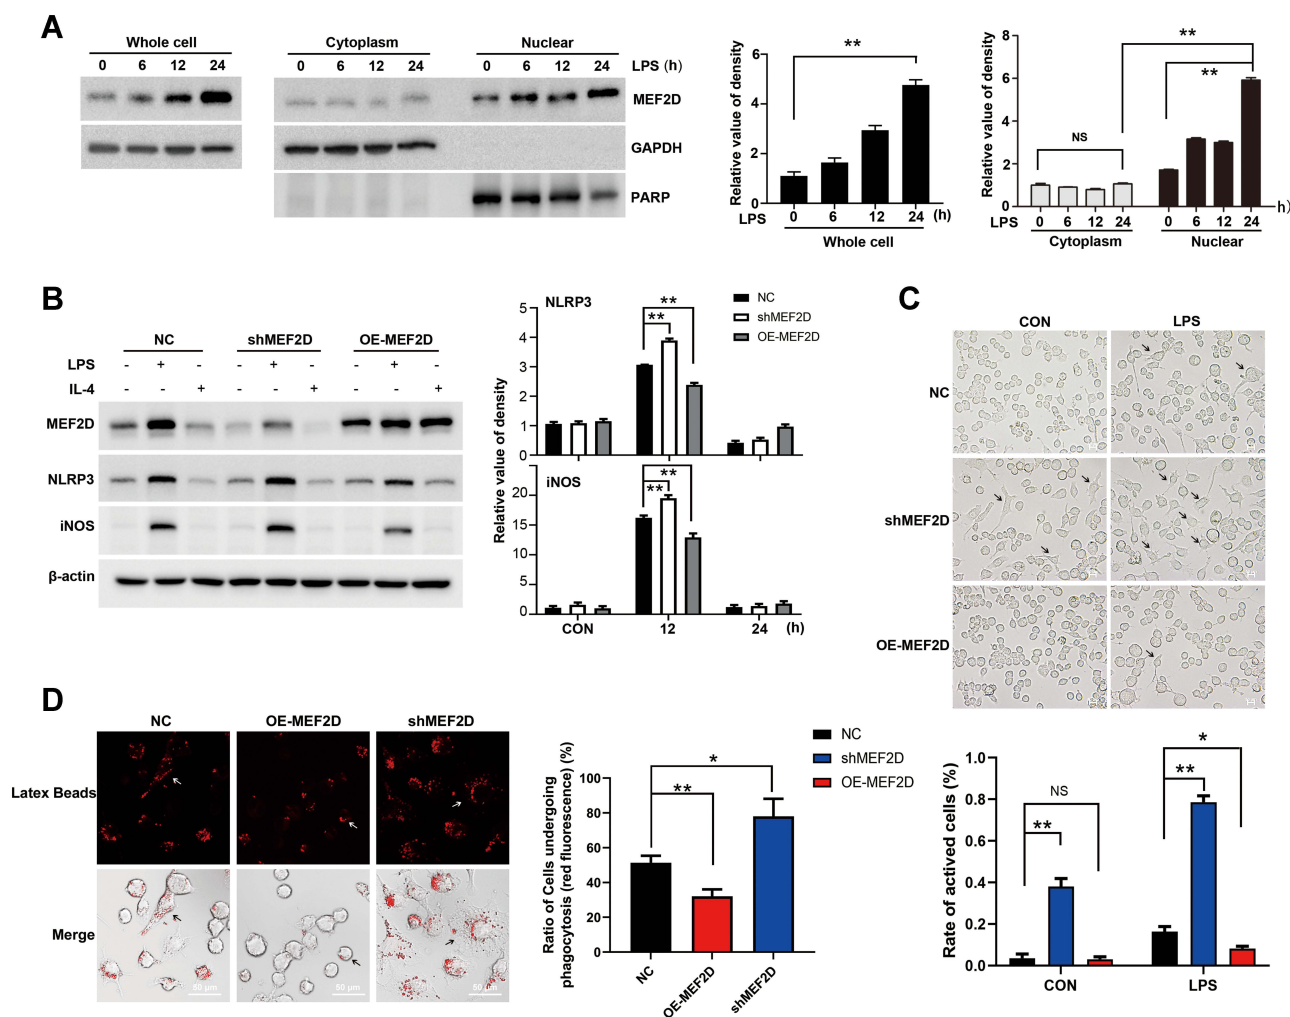 A
Whole cell
Cytoplasm
Nuclear
0 6 12 24
0 6 12 24
0 6 12 24
LPS (h)
MEF2D
GAPDH
PARP
Relative value of density
6
4
2
0
**
LPS
0 6 12 24 (h)
Whole cell
Relative value of density
8
6
4
2
0
NS
**
**
LPS
0 6 12 24
0 6 12 24
h)
Cytoplasm
Nuclear
B
NC shMEF2D OE-MEF2D
LPS - + - - + - - + -
IL-4 - - + - - + - - +
MEF2D
NLRP3
iNOS
β-actin
Relative value of density
NLRP3
5
4
3
2
1
0
**
**
NC
shMEF2D
OE-MEF2D
iNOS
20
15
10
5
0
**
**
CON 12 24 (h)
C
CON LPS
NC
shMEF2D
OE-MEF2D
D
NC OE-MEF2D shMEF2D
Latex Beads
Merge
50 µm
50 µm
50 µm
Ratio of Cells undergoing
phagocytosis (red fluorescence) (%)
100
80
60
40
20
0
**
*
NC
OE-MEF2D
shMEF2D
NC
shMEF2D
OE-MEF2D
Rate of actived cells (%)
1.0
0.8
0.6
0.4
0.2
0.0
NS
**
*
**
CON LPS